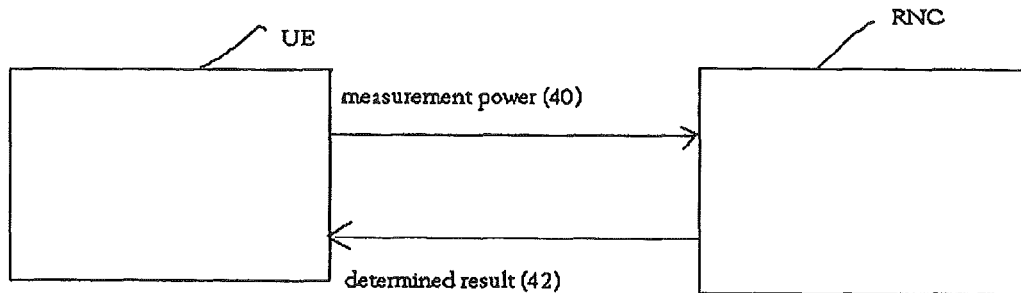 UE
RNC
measurement power (40)
determined result (42)